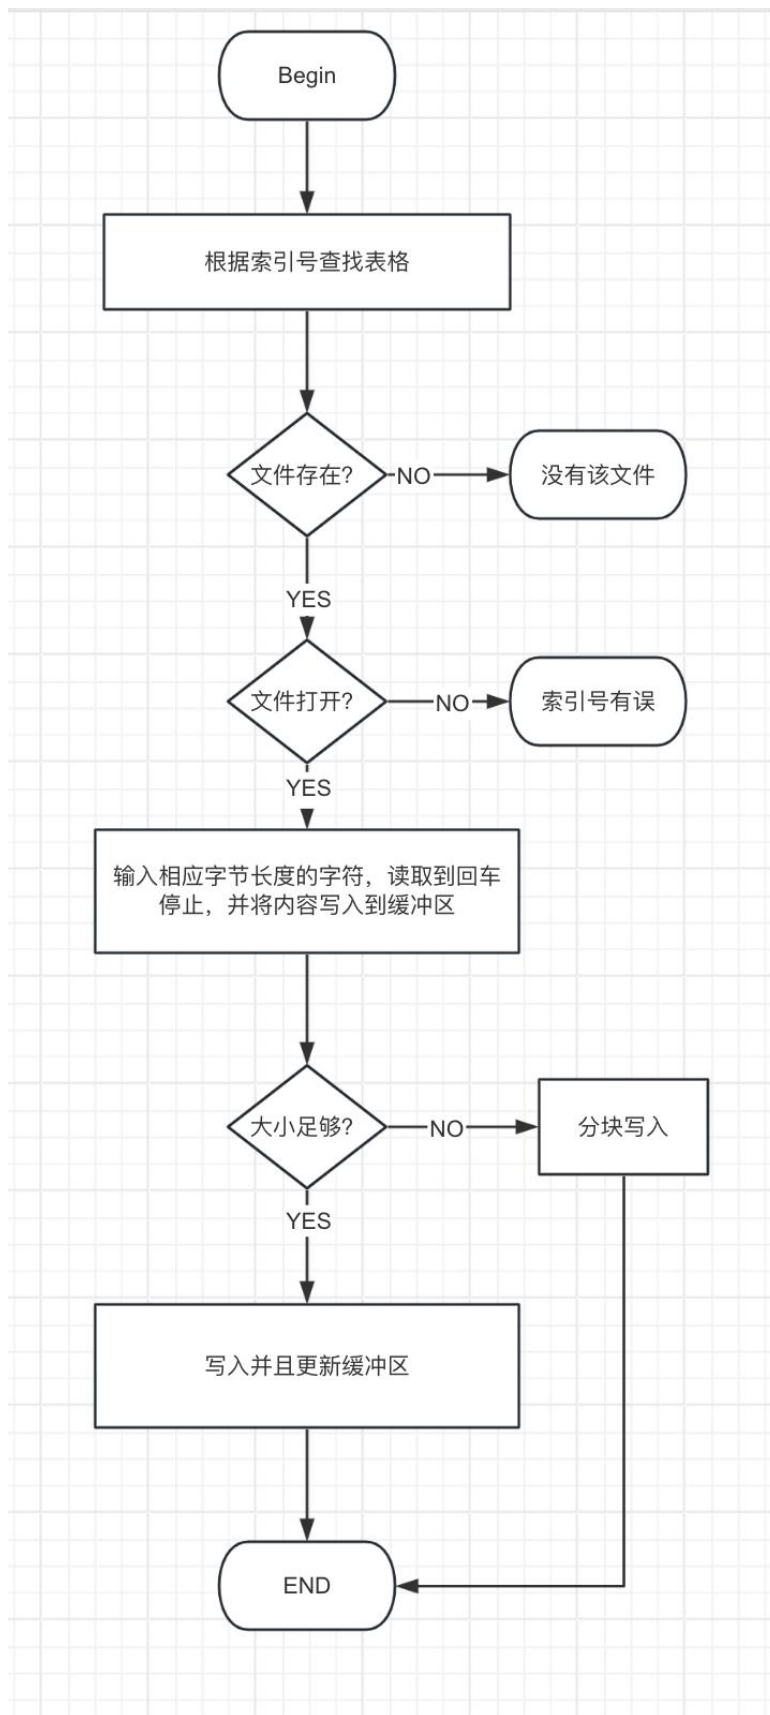 Begin
根据索引号查找表格
文件存在?
NO
没有该文件
YES
文件打开?
NO
索引号有误
YES
输入相应字节长度的字符，读取到回车
停止，并将内容写入到缓冲区
大小足够?
NO
分块写入
YES
写入并且更新缓冲区
END